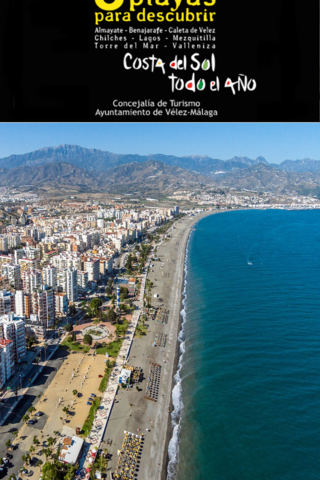 playas
para descubrir
Almayate - Benajarafe - Caleta de Velez
Chilches - Lagos - Mezquitilla
Torre del Mar - Valleniza
Costa del Sol
todo el año
Concejalía de Turismo
Ayuntamiento de Vélez-Málaga